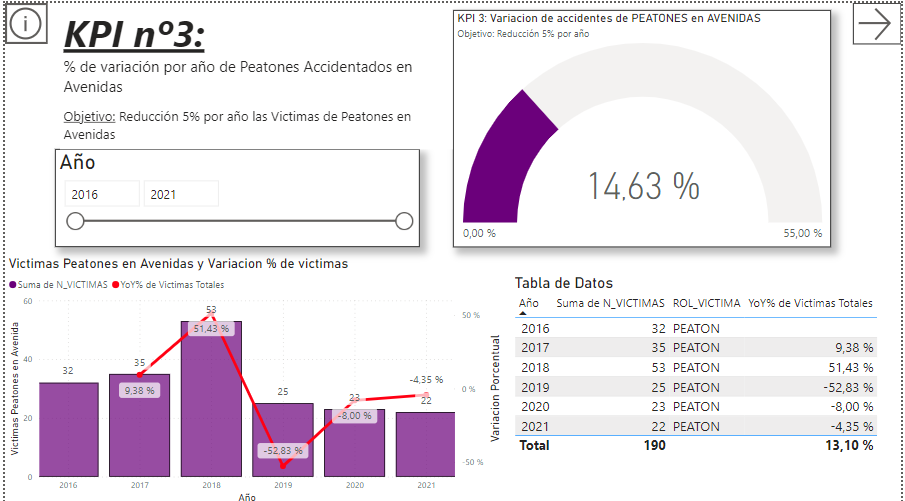 KPI nº3:
% de variación por año de Peatones Accidentados en
Avenidas
Objetivo: Reducción 5% por año las Victimas de Peatones en
Avenidas
Año
2016 2021
KPI 3: Variacion de accidentes de PEATONES en AVENIDAS
Objetivo: Reducción 5% por año
14,63 %
0,00 % 55,00 %
Victimas Peatones en Avenidas y Variacion % de victimas
Suma de N_VICTIMAS YoY% de Victimas Totales
Victimas Peatones en Avenida
60
40
20
0
32
35
53
25
23
22
9,38 %
51,43 %
-52,83 %
-8,00 %
-4,35 %
50 %
0 %
-50 %
Variacion Porcentual
2016 2017 2018 2019 2020 2021
Año
Tabla de Datos
Año Suma de N_VICTIMAS ROL_VICTIMA YoY% de Victimas Totales
2016 32 PEATON
2017 35 PEATON 9,38 %
2018 53 PEATON 51,43 %
2019 25 PEATON -52,83 %
2020 23 PEATON -8,00 %
2021 22 PEATON -4,35 %
Total 190 13,10 %